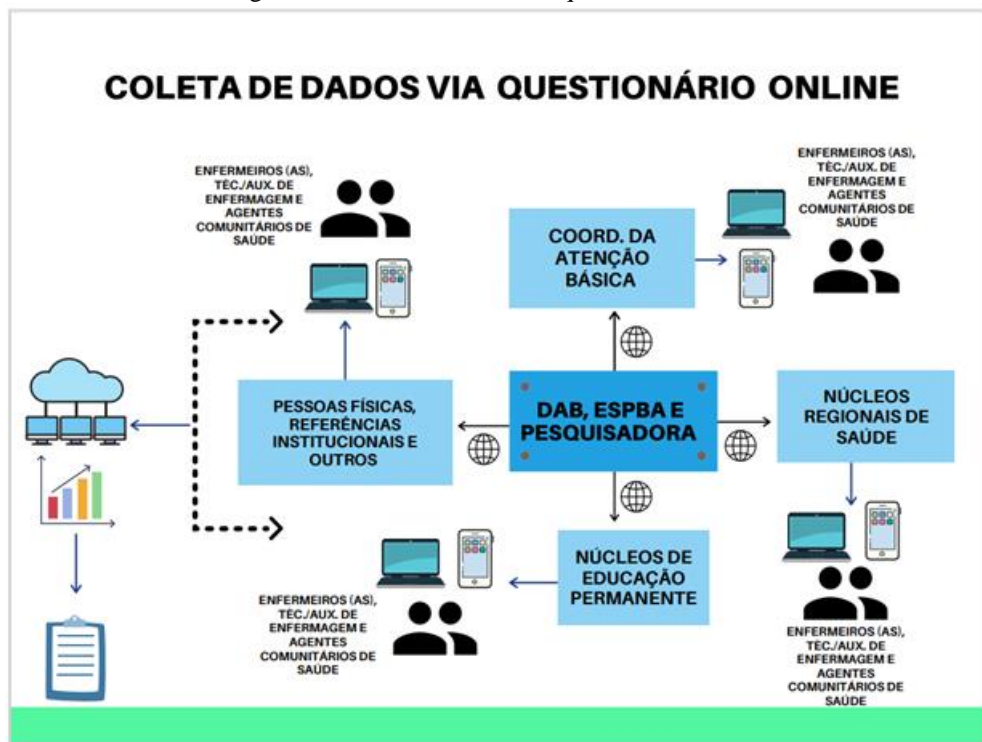 COLETA DE DADOS VIA QUESTIONÁRIO ONLINE
ENFERMEIROS (AS),
TÉC./AUX. DE
ENFERMAGEM E
AGENTES
COMUNITÁRIOS DE
SAÚDE
COORD. DA
ATENÇÃO
BÁSICA
ENFERMEIROS (AS),
TÉC./AUX. DE
ENFERMAGEM E
AGENTES
COMUNITÁRIOS DE
SAÚDE
PESSOAS FÍSICAS,
REFERÊNCIAS
INSTITUCIONAIS E
OUTROS
DAB, ESPBA E
PESQUISADORA
NÚCLEOS
REGIONAIS DE
SAÚDE
NÚCLEOS DE
EDUCAÇÃO
PERMANENTE
ENFERMEIROS (AS),
TÉC./AUX. DE
ENFERMAGEM E
AGENTES
COMUNITÁRIOS DE
SAÚDE
ENFERMEIROS (AS),
TÉC./AUX. DE
ENFERMAGEM E
AGENTES
COMUNITÁRIOS DE
SAÚDE